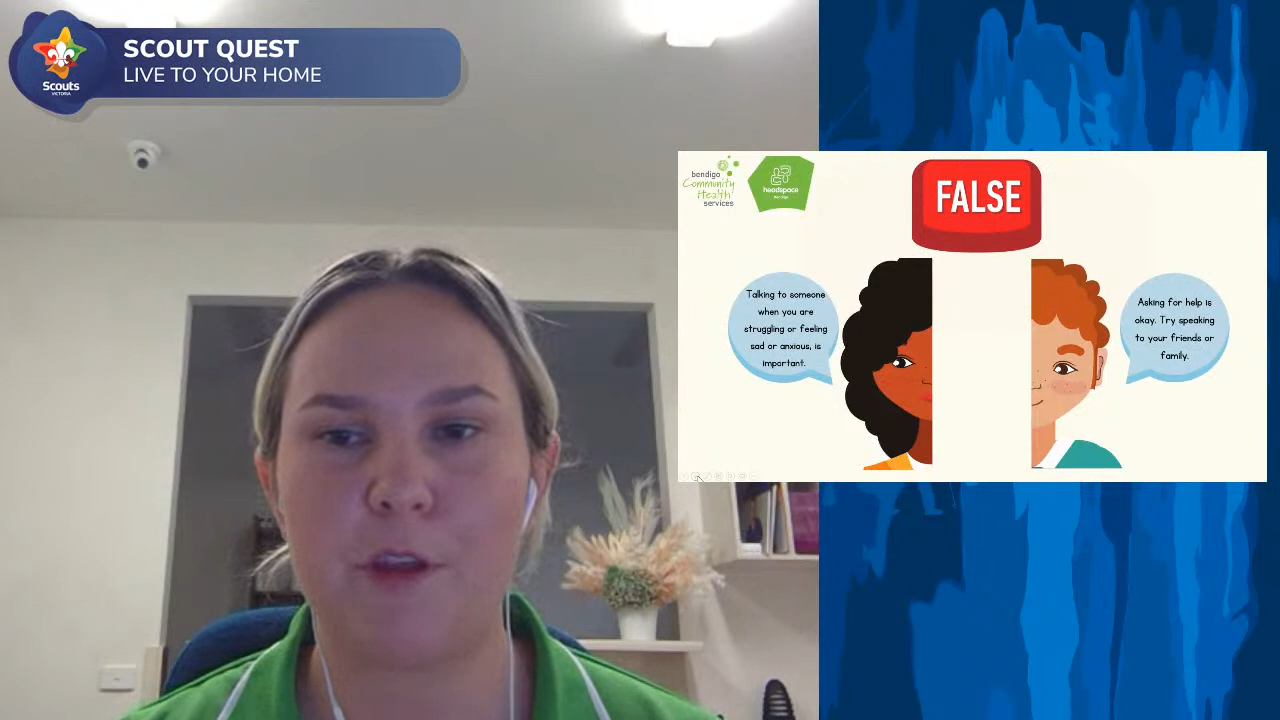 SCOUT QUEST
LIVE TO YOUR HOME
Scouts
VICTORIA
bendigo
Community
Health
services
headspace
Bendigo
FALSE
Talking to someone
when you are
struggling or feeling
sad or anxious, is
important.
Asking for help is
okay. Try speaking
to your friends or
family.